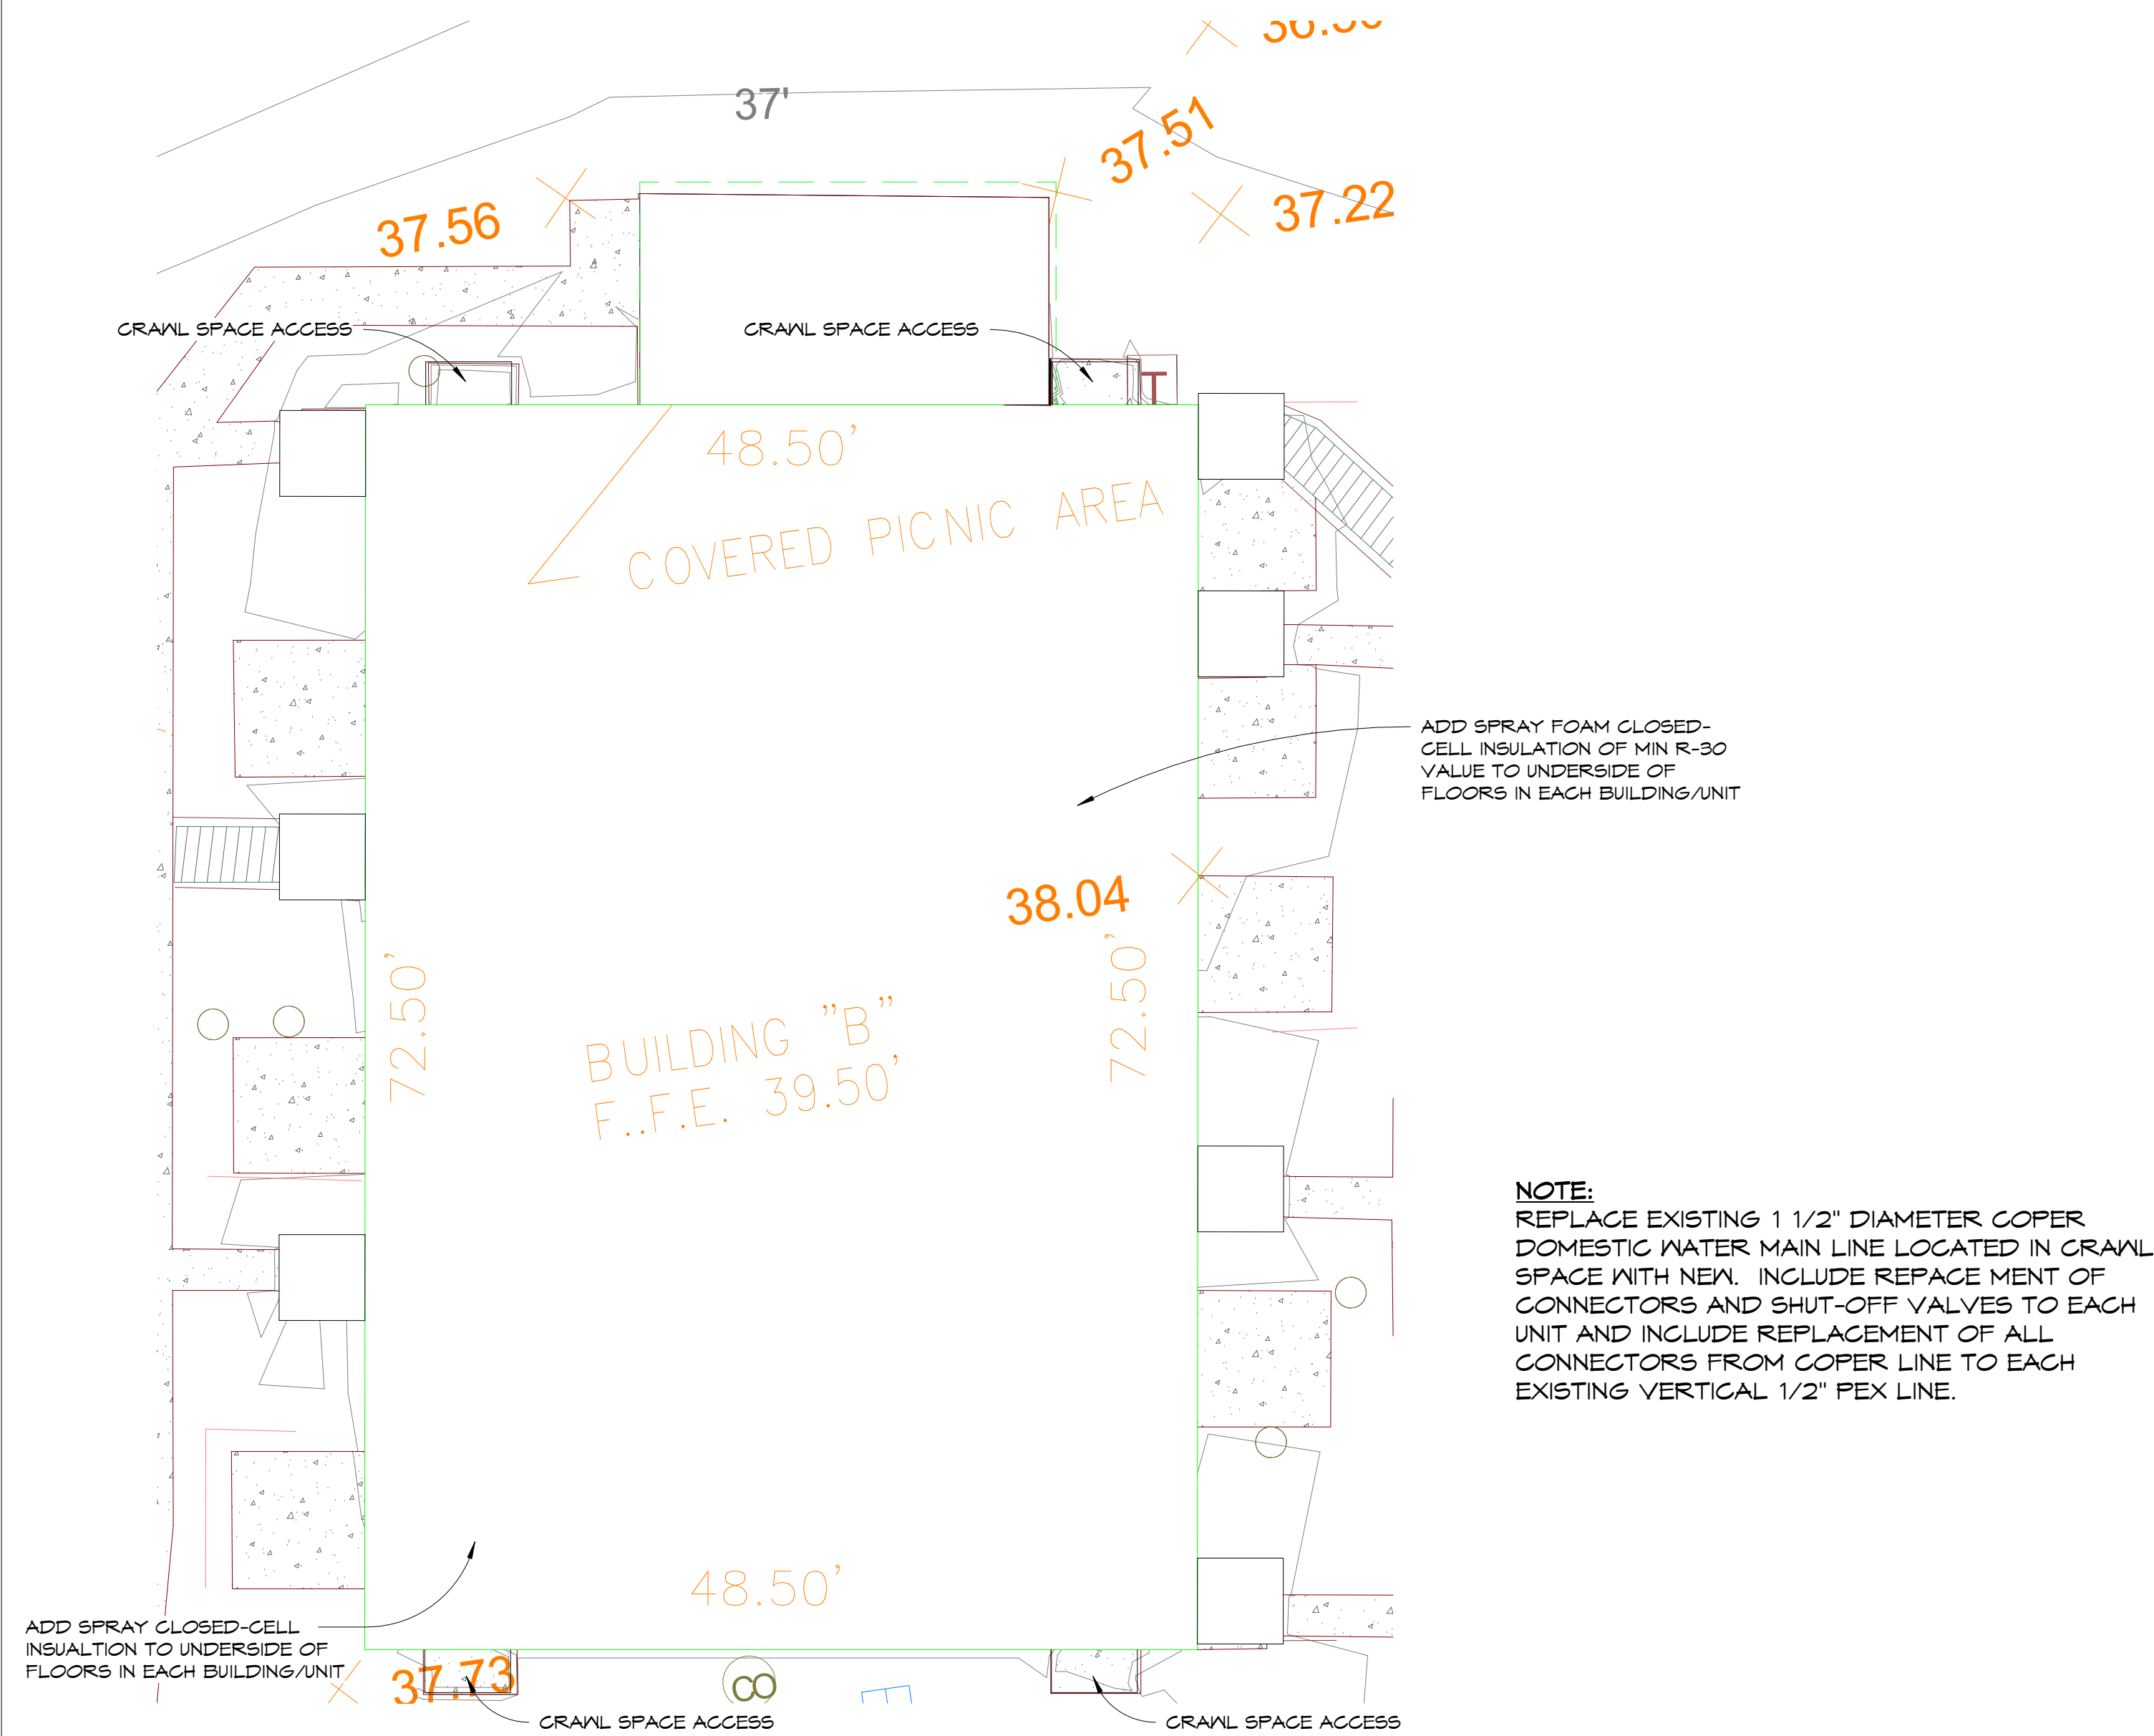 37'
37.51
37.56
37.22
CRAWL SPACE ACCESS
CRAWL SPACE ACCESS
T
48.50'
COVERED PICNIC AREA
ADD SPRAY FOAM CLOSED-
CELL INSULATION OF MIN R-30
VALUE TO UNDERSIDE OF
FLOORS IN EACH BUILDING/UNIT
38.04
72.50'
72.50'
BUILDING "B"
F..F.E. 39.50'
NOTE:
REPLACE EXISTING 1 1/2" DIAMETER COPER
DOMESTIC WATER MAIN LINE LOCATED IN CRAWL
SPACE WITH NEW. INCLUDE REPACE MENT OF
CONNECTORS AND SHUT-OFF VALVES TO EACH
UNIT AND INCLUDE REPLACEMENT OF ALL
CONNECTORS FROM COPER LINE TO EACH
EXISTING VERTICAL 1/2" PEX LINE.
48.50'
ADD SPRAY CLOSED-CELL
INSUALTION TO UNDERSIDE OF
FLOORS IN EACH BUILDING/UNIT
37.73
CRAWL SPACE ACCESS
CRAWL SPACE ACCESS